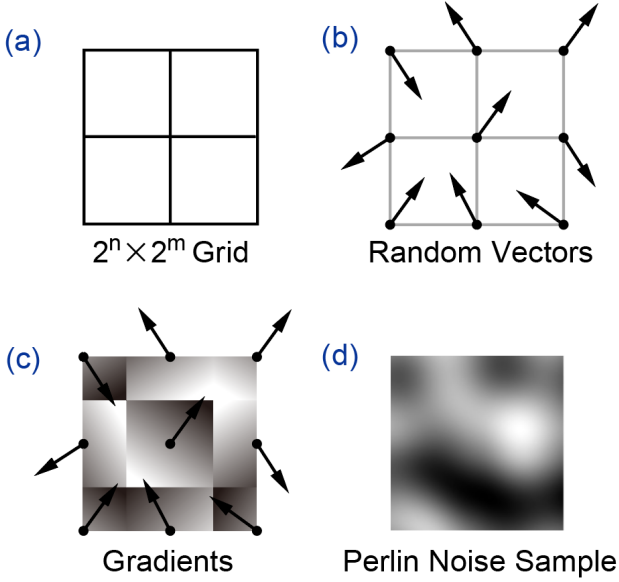 (a)
2ⁿ×2ᵐ Grid
(b)
Random Vectors
(c)
Gradients
(d)
Perlin Noise Sample